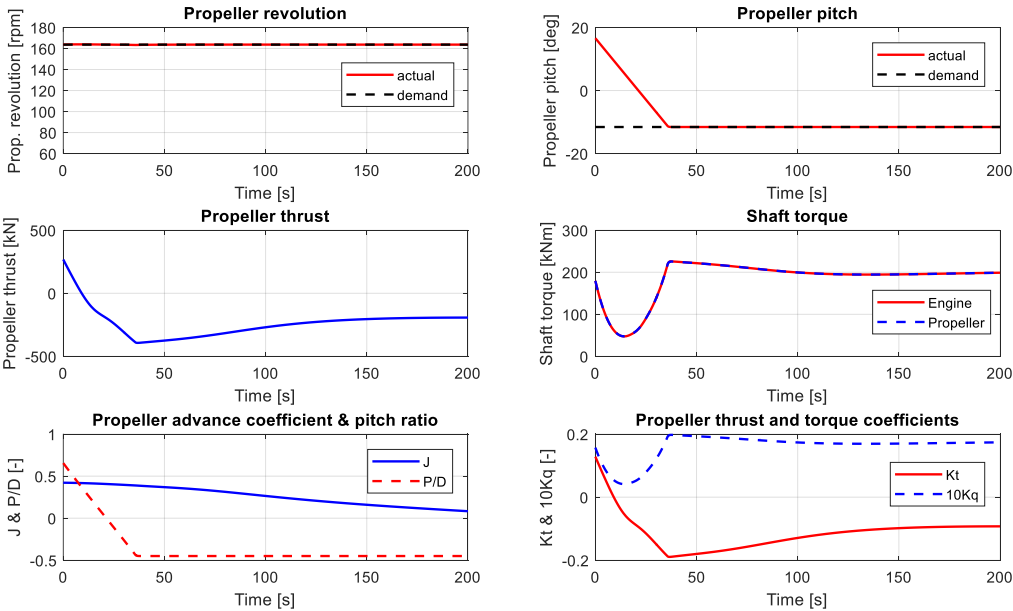 Propeller revolution
Prop. revolution [rpm]
180
160
140
120
100
80
60
actual
demand
0
50
100
150
200
Time [s]
Propeller pitch
Propeller pitch [deg]
20
0
-20
actual
demand
0
50
100
150
200
Time [s]
Propeller thrust
Propeller thrust [kN]
500
0
-500
0
50
100
150
200
Time [s]
Shaft torque
Shaft torque [kNm]
300
200
100
0
Engine
Propeller
0
50
100
150
200
Time [s]
Propeller advance coefficient & pitch ratio
J & P/D [-]
1
0.5
0
-0.5
J
P/D
0
50
100
150
200
Time [s]
Propeller thrust and torque coefficients
Kt & 10Kq [-]
0.2
0
-0.2
Kt
10Kq
0
50
100
150
200
Time [s]